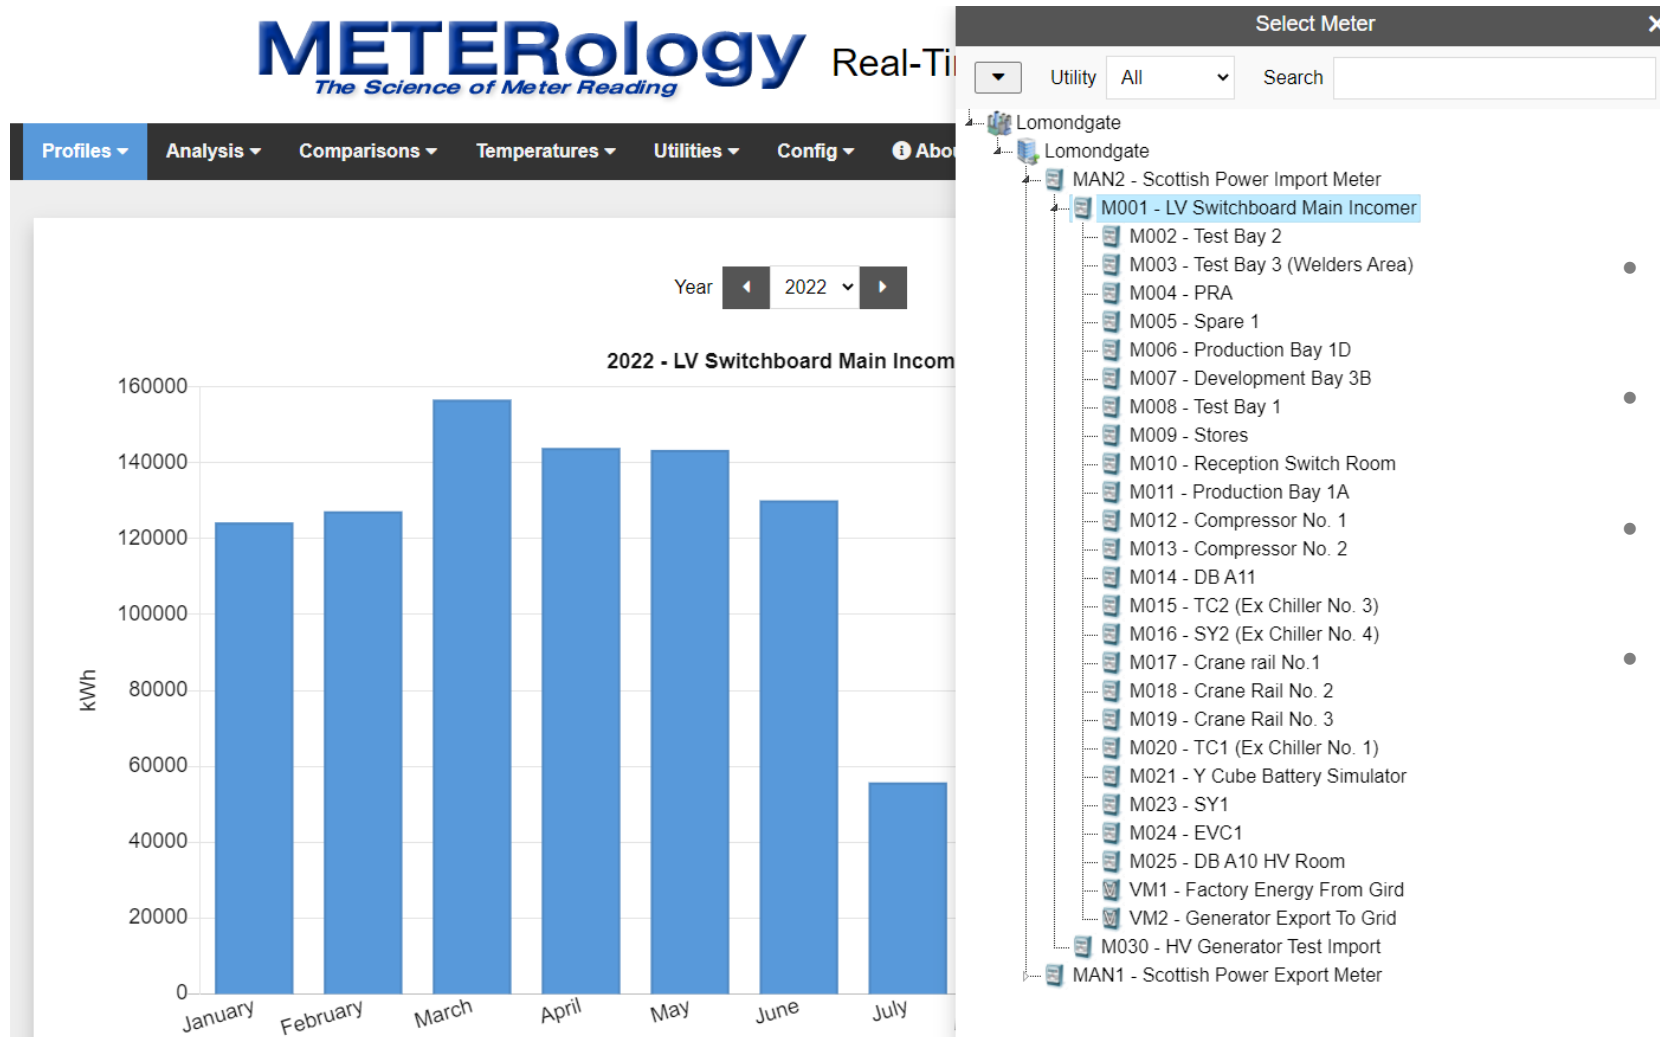 METERology
The Science of Meter Reading
Real-Ti
Profiles
Analysis
Comparisons
Temperatures
Utilities
Config
Abou
Year
2022
2022 - LV Switchboard Main Incom
160000
140000
120000
100000
80000
60000
40000
20000
0
kWh
January
February
March
April
May
June
July
Select Meter
Utility
All
Search
Lomondgate
Lomondgate
MAN2 - Scottish Power Import Meter
M001 - LV Switchboard Main Incomer
M002 - Test Bay 2
M003 - Test Bay 3 (Welders Area)
M004 - PRA
M005 - Spare 1
M006 - Production Bay 1D
M007 - Development Bay 3B
M008 - Test Bay 1
M009 - Stores
M010 - Reception Switch Room
M011 - Production Bay 1A
M012 - Compressor No. 1
M013 - Compressor No. 2
M014 - DB A11
M015 - TC2 (Ex Chiller No. 3)
M016 - SY2 (Ex Chiller No. 4)
M017 - Crane rail No.1
M018 - Crane Rail No. 2
M019 - Crane Rail No. 3
M020 - TC1 (Ex Chiller No. 1)
M021 - Y Cube Battery Simulator
M023 - SY1
M024 - EVC1
M025 - DB A10 HV Room
VM1 - Factory Energy From Gird
VM2 - Generator Export To Grid
M030 - HV Generator Test Import
MAN1 - Scottish Power Export Meter